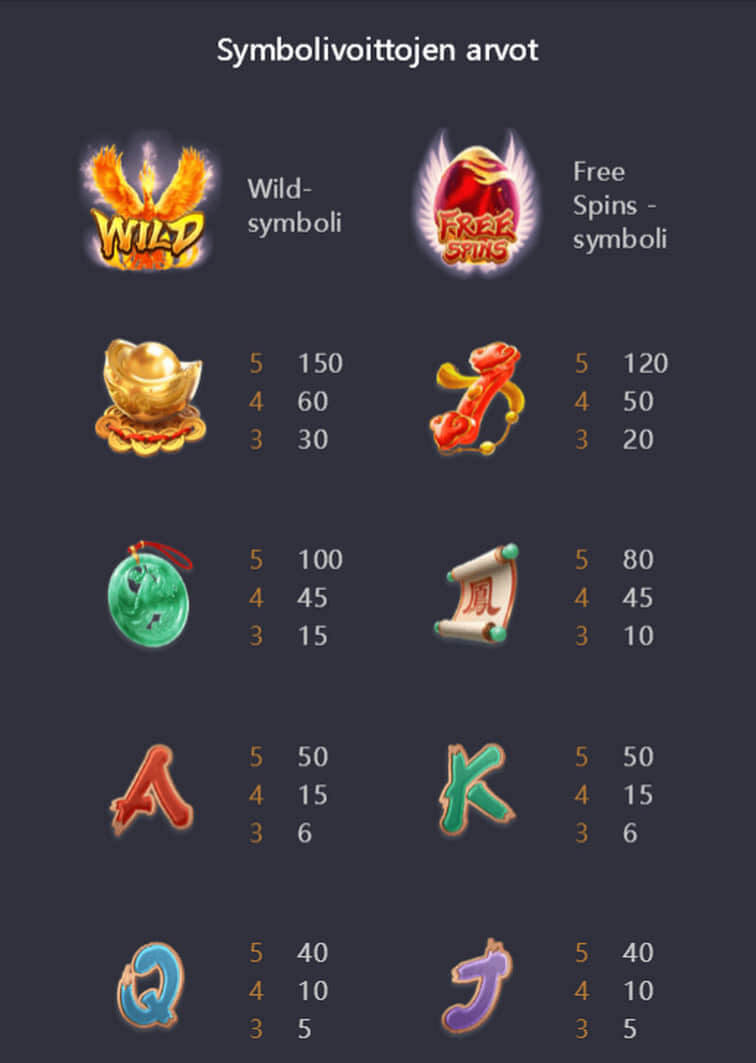 Symbolivoittojen arvot
WILD
Wild-
symboli
FREE
SPINS
Free
Spins -
symboli
5 150
4 60
3 30
5 120
4 50
3 20
5 100
4 45
3 15
鳳
5 80
4 45
3 10
A
5 50
4 15
3 6
K
5 50
4 15
3 6
Q
5 40
4 10
3 5
J
5 40
4 10
3 5